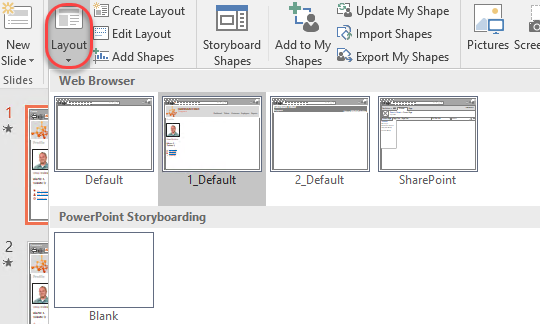 New
Slide
Slides
Layout
Create Layout
Edit Layout
Add Shapes
Storyboard
Shapes
Add to My
Shapes
Update My Shape
Import Shapes
Export My Shapes
Pictures
Scree
Web Browser
Default
1_Default
2_Default
SharePoint
PowerPoint Storyboarding
Blank
1
2